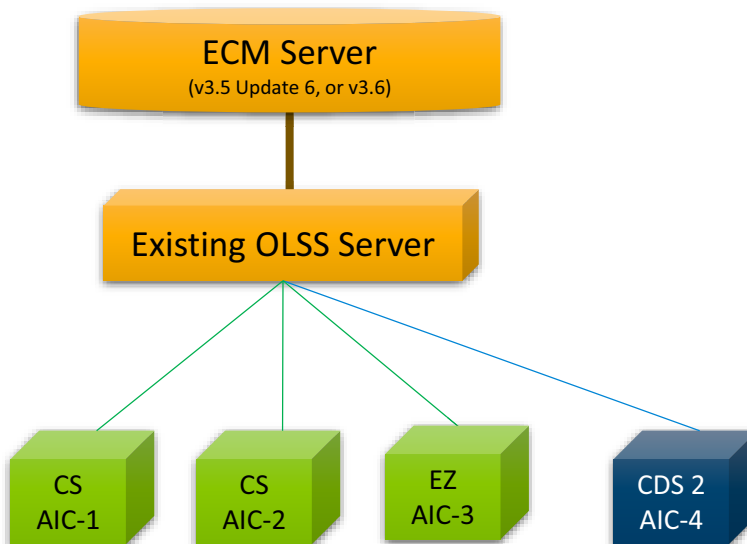 ECM Server
(v3.5 Update 6, or v3.6)
Existing OLSS Server
CS
AIC-1
CS
AIC-2
EZ
AIC-3
CDS 2
AIC-4